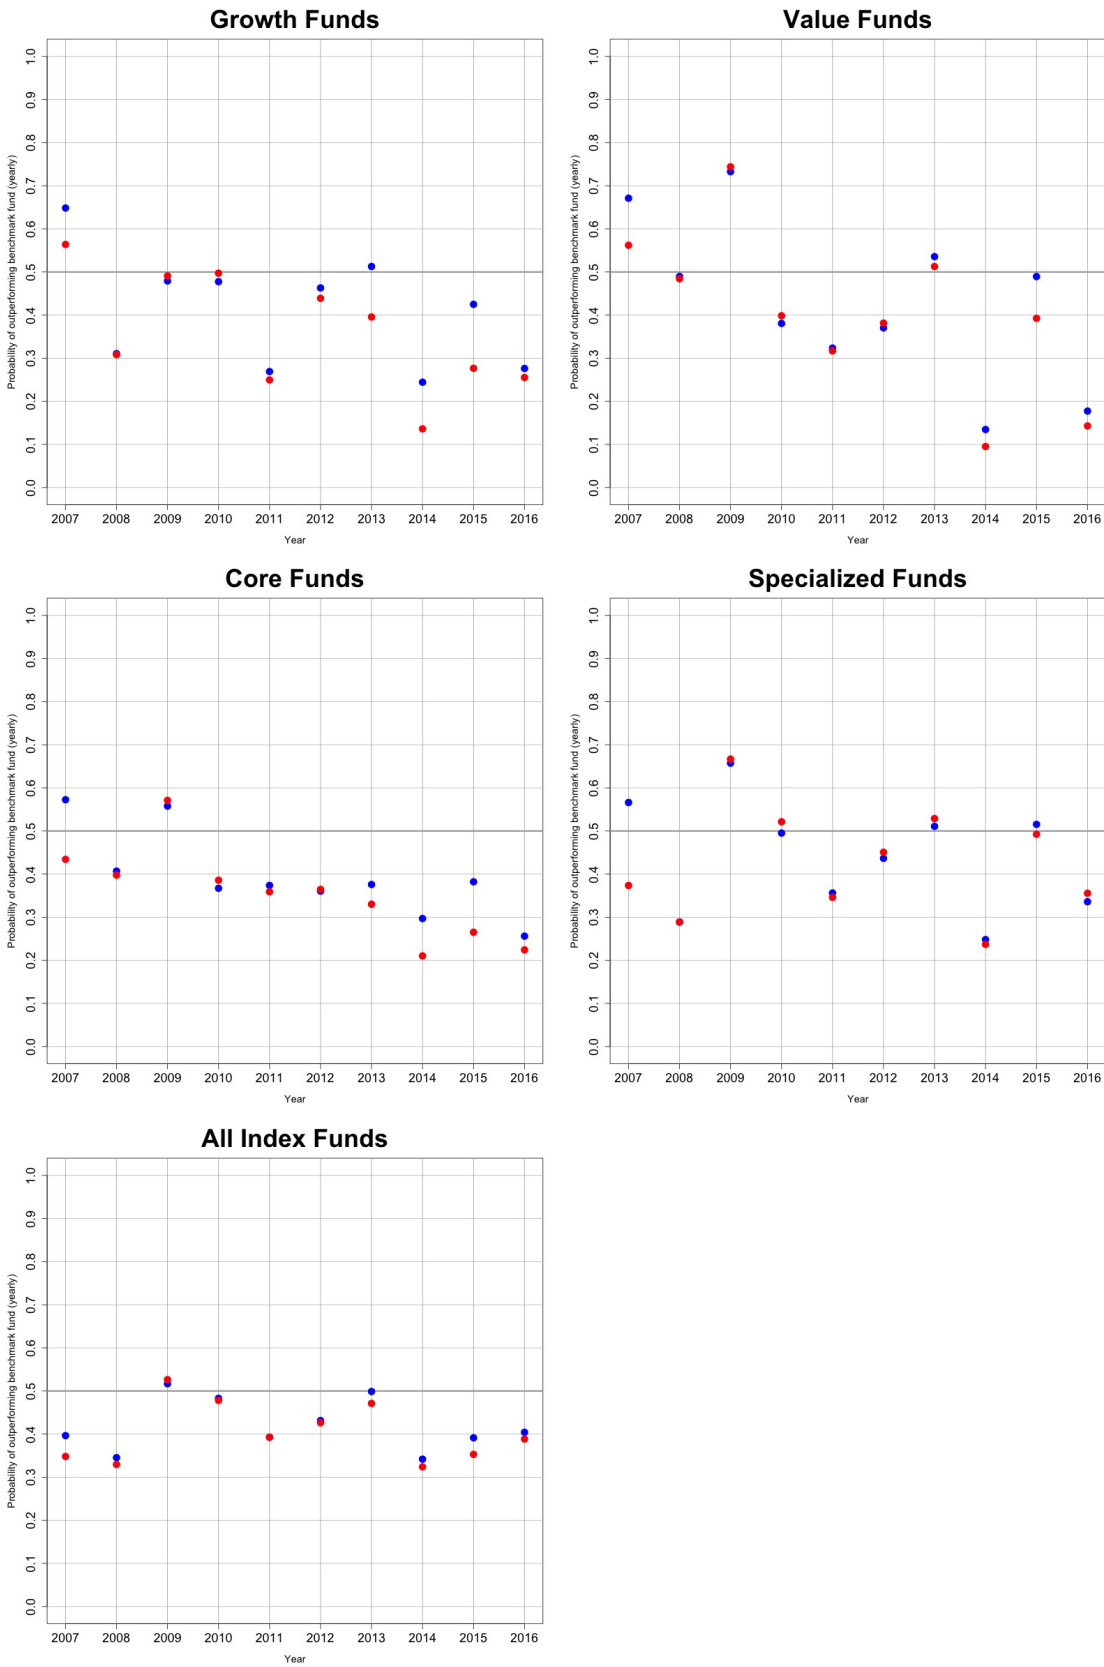 Growth Funds
Probability of outperforming benchmark fund (yearly)
1.0
0.9
0.8
0.7
0.6
0.5
0.4
0.3
0.2
0.1
0.0
2007 2008 2009 2010 2011 2012 2013 2014 2015 2016
Year
Value Funds
Probability of outperforming benchmark fund (yearly)
1.0
0.9
0.8
0.7
0.6
0.5
0.4
0.3
0.2
0.1
0.0
2007 2008 2009 2010 2011 2012 2013 2014 2015 2016
Year
Core Funds
Probability of outperforming benchmark fund (yearly)
1.0
0.9
0.8
0.7
0.6
0.5
0.4
0.3
0.2
0.1
0.0
2007 2008 2009 2010 2011 2012 2013 2014 2015 2016
Year
Specialized Funds
Probability of outperforming benchmark fund (yearly)
1.0
0.9
0.8
0.7
0.6
0.5
0.4
0.3
0.2
0.1
0.0
2007 2008 2009 2010 2011 2012 2013 2014 2015 2016
Year
All Index Funds
Probability of outperforming benchmark fund (yearly)
1.0
0.9
0.8
0.7
0.6
0.5
0.4
0.3
0.2
0.1
0.0
2007 2008 2009 2010 2011 2012 2013 2014 2015 2016
Year